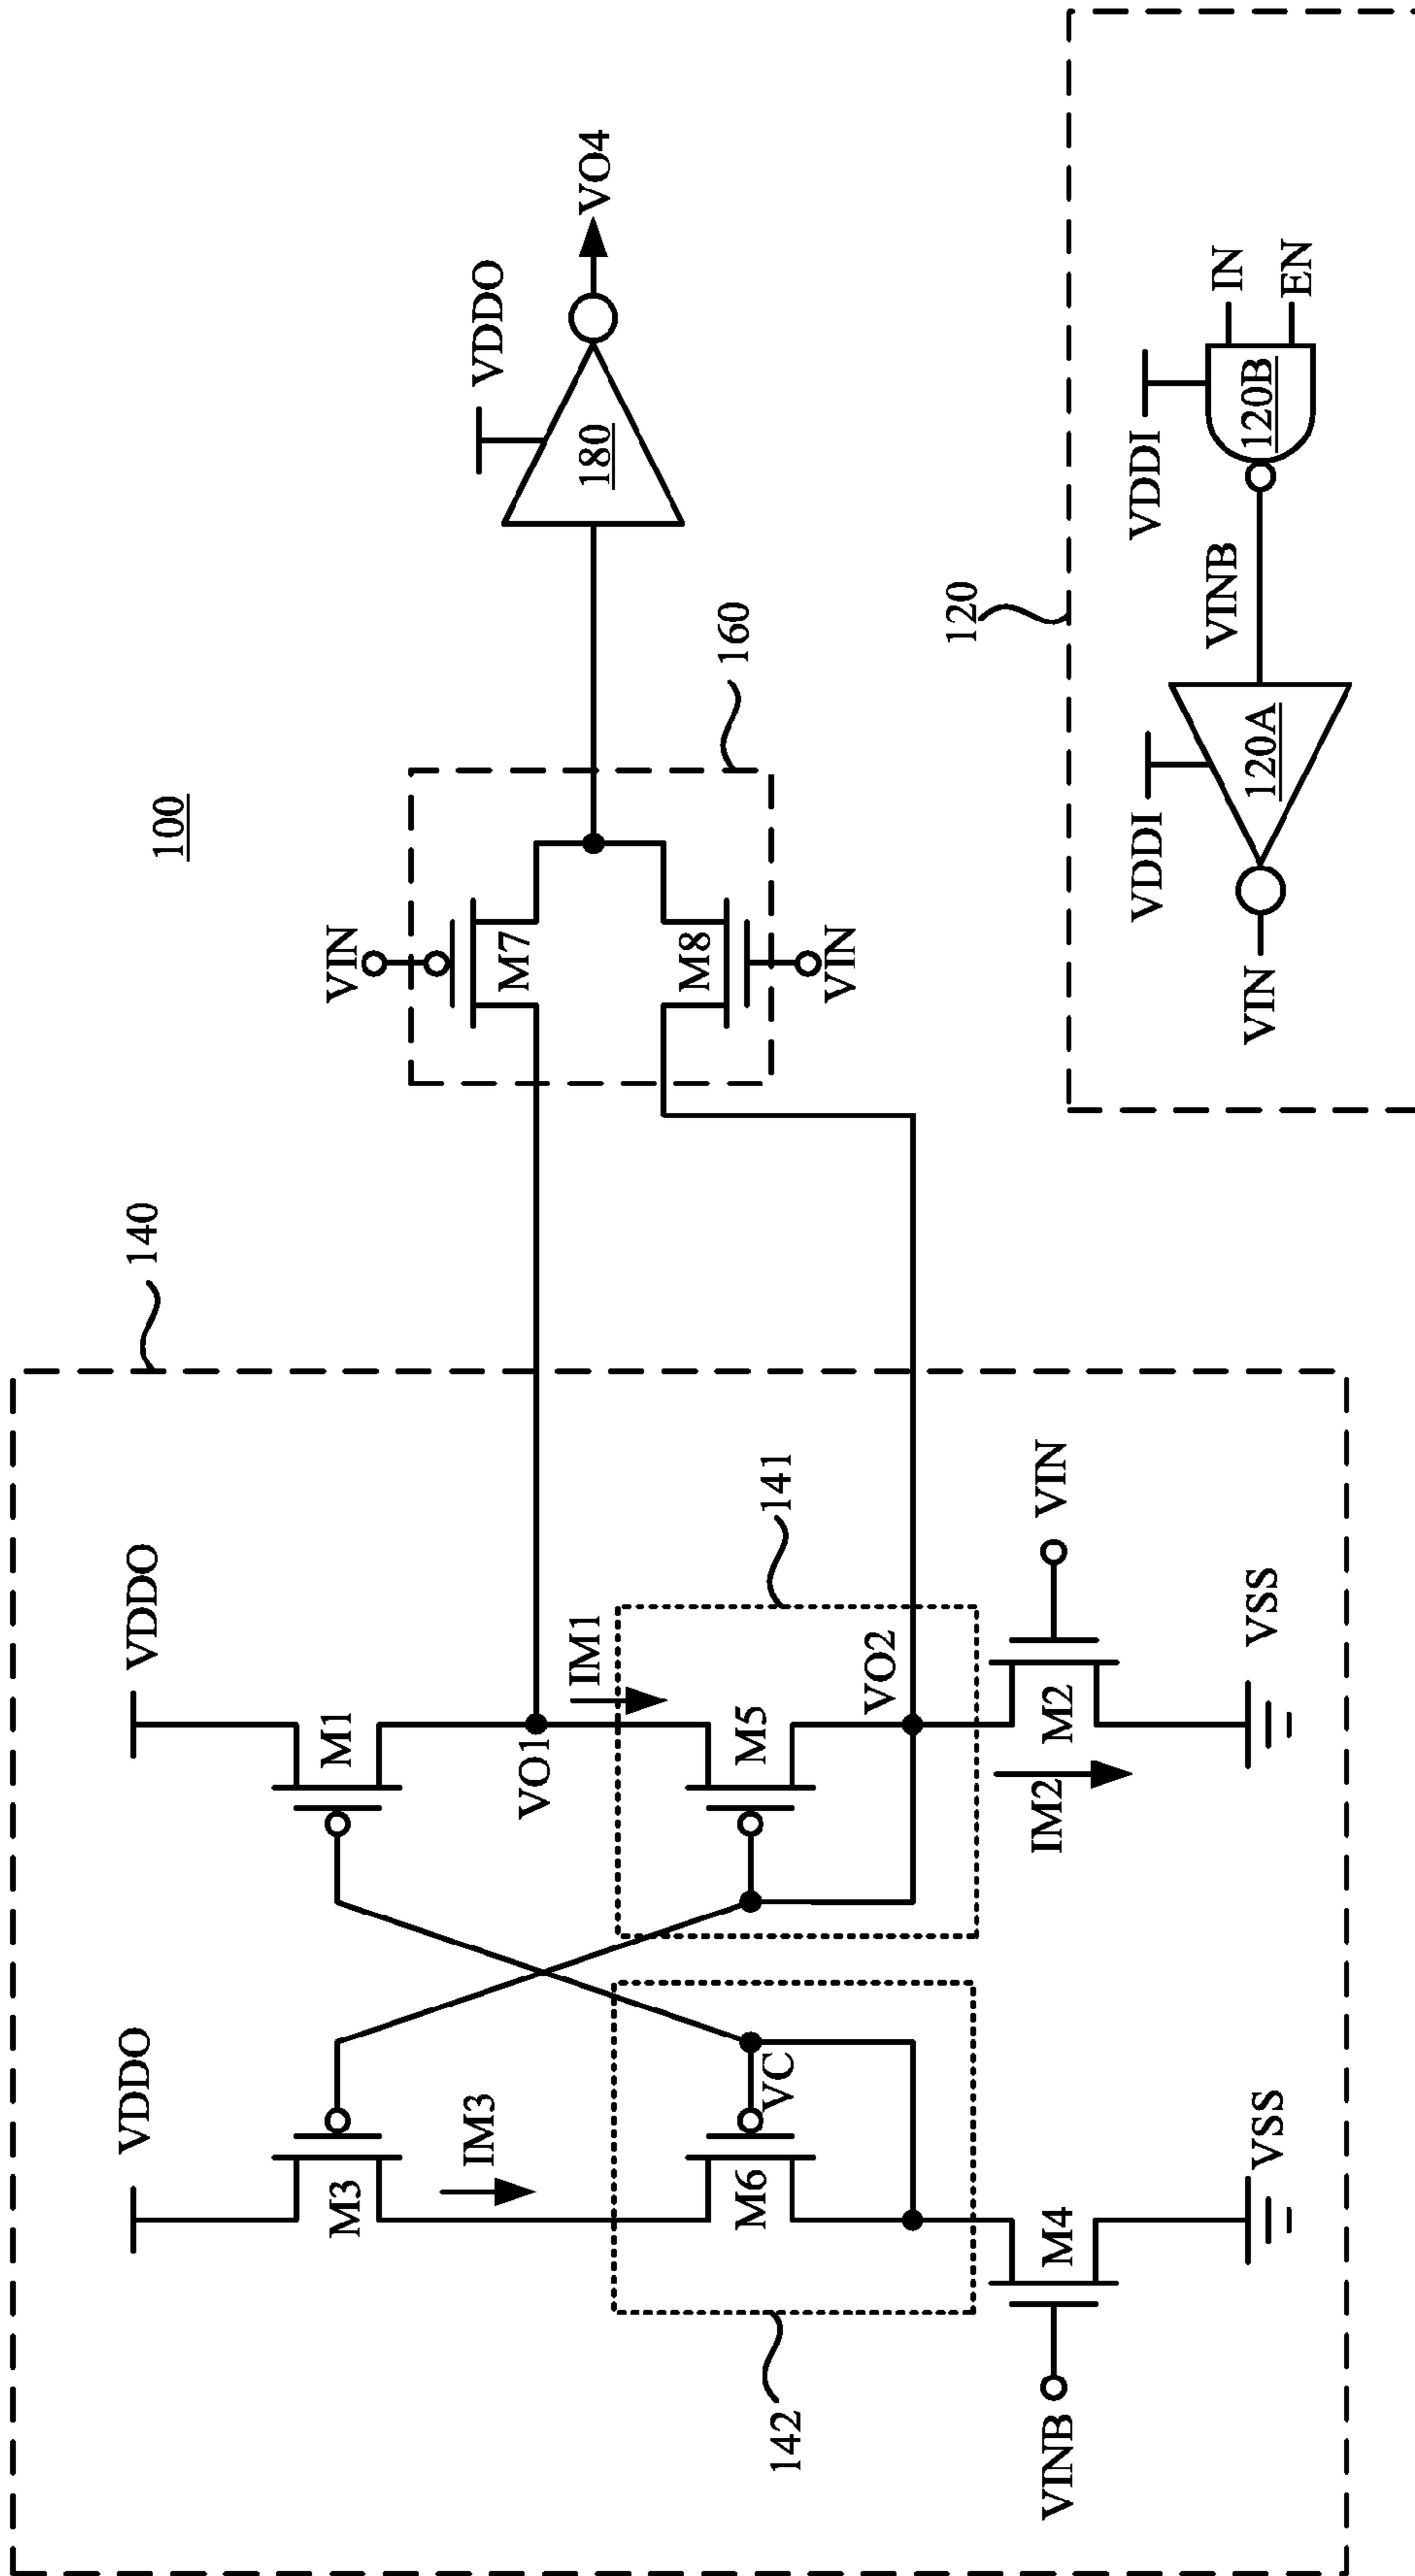 100
140
VDDO
VDDO
M3
M1
IM3
VO1
IM1
141
142
M6
VC
M5
VO2
VINB
M4
M2
VIN
IM2
VSS
VSS
VIN
M7
M8
VIN
160
VDDO
180
VO4
120
VDDI
VDDI
VIN
120A
VINB
120B
IN
EN